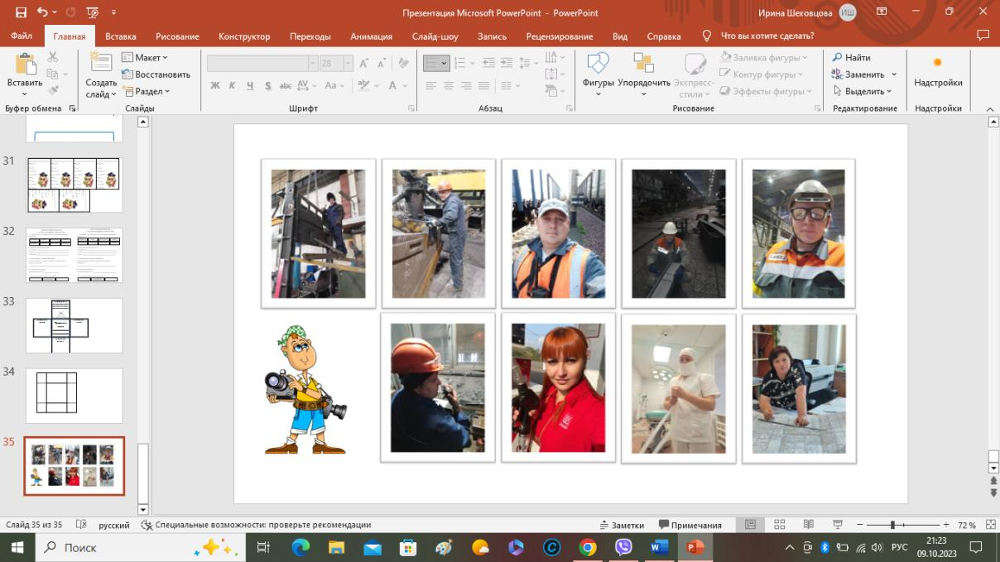 Презентация Microsoft PowerPoint - PowerPoint
Ирина Шеховцова ИШ
Файл Главная Вставка Рисование Конструктор Переходы Анимация Слайд-шоу Запись Рецензирование Вид Справка Что вы хотите сделать?
Вставить
Буфер обмена
Создать слайд
Макет
Восстановить
Раздел
Слайды
28
Ж К Ч S abc AV Aa A
Шрифт
Абзац
Фигуры Упорядочить Экспресс-стили
Заливка фигуры
Контур фигуры
Эффекты фигуры
Рисование
Найти
Заменить
Выделить
Редактирование
Настройки
Настройки
31
32
33
34
35
Слайд 35 из 35 русский Специальные возможности: проверьте рекомендации Заметки Примечания 72 %
Поиск
РУС
21:23
09.10.2023